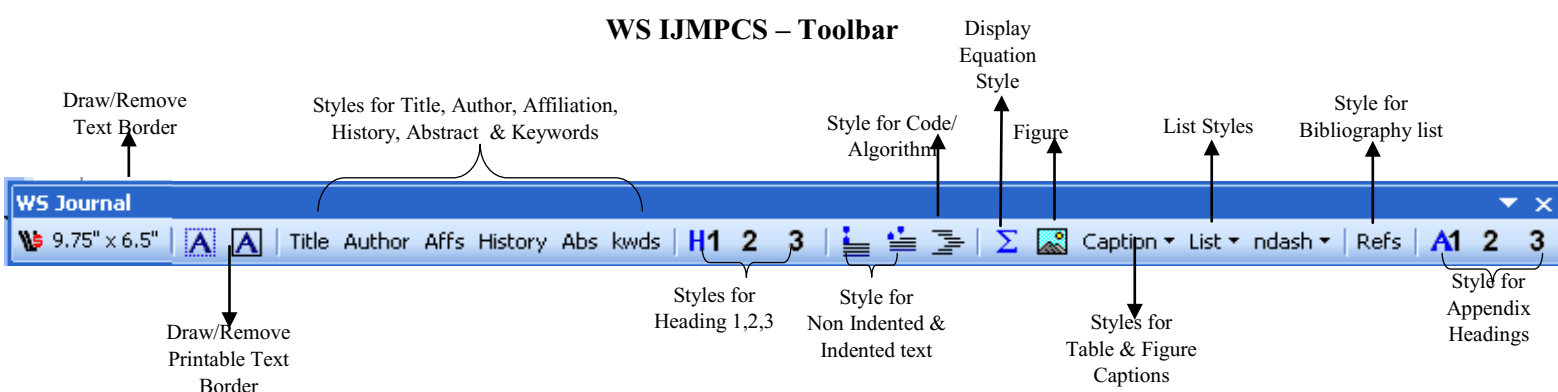 WS IJMPCS – Toolbar
Display
Equation
Style
Draw/Remove
Text Border
Styles for Title, Author, Affiliation,
History, Abstract & Keywords
Style for Code/
Algorithm
Figure
List Styles
Style for
Bibliography list
WS Journal
WS 9.75" x 6.5" A A Title Author Affs History Abs kwds H1 2 3 Σ Caption List ndash Refs A1 2 3
Draw/Remove
Printable Text
Border
Styles for
Heading 1,2,3
Style for
Non Indented &
Indented text
Styles for
Table & Figure
Captions
Style for
Appendix
Headings